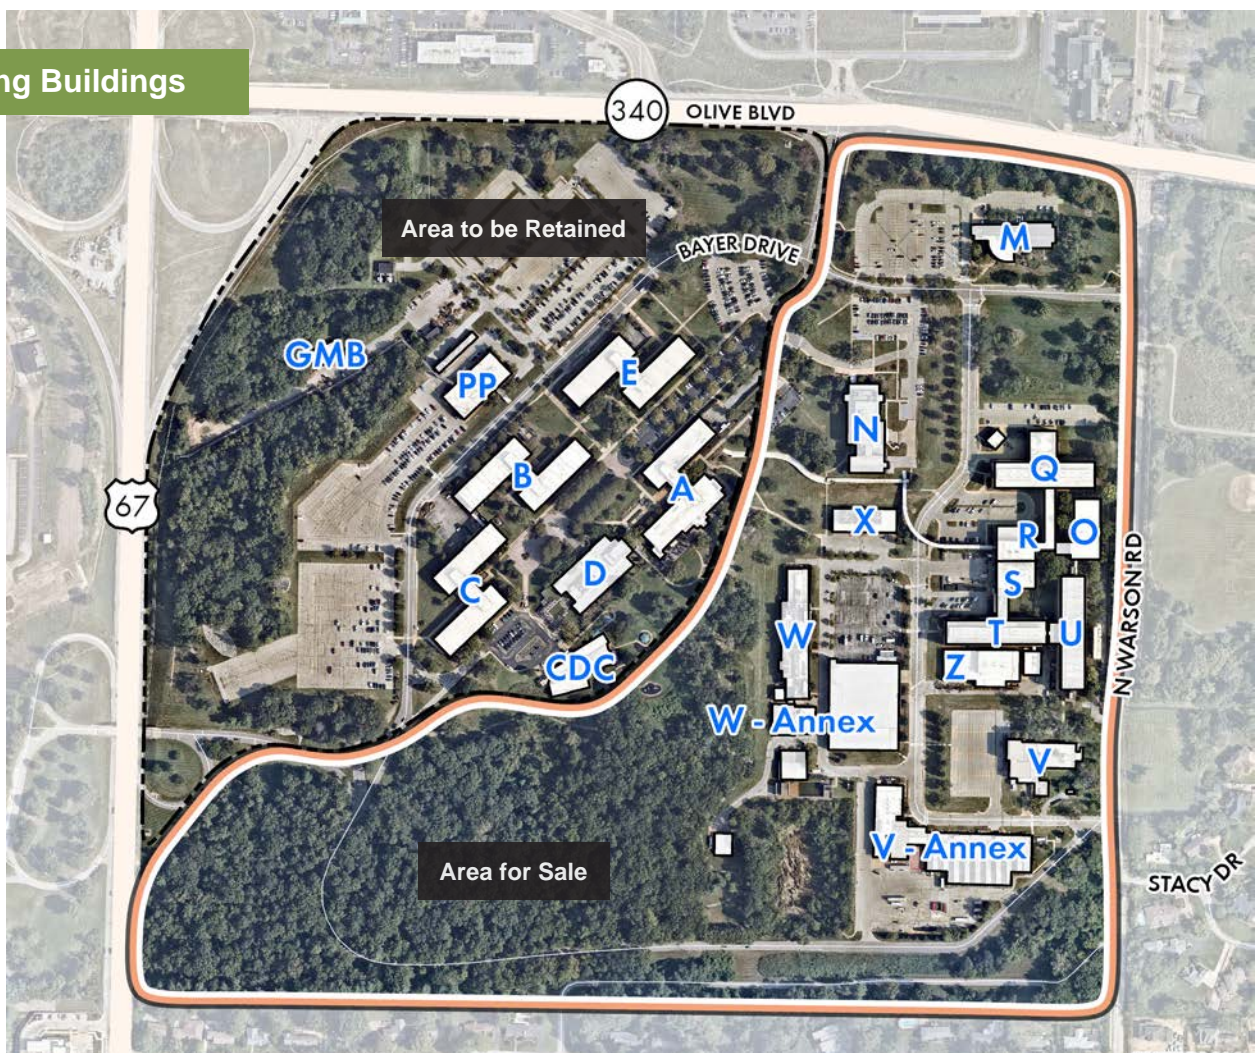 ng Buildings
340 OLIVE BLVD
Area to be Retained
BAYER DRIVE
M
GMB
PP
E
N
B
A
Q
67
X
R
O
C
D
S
N WARSON RD
W
T
U
CDC
Z
W - Annex
V
V - Annex
Area for Sale
STACY DR